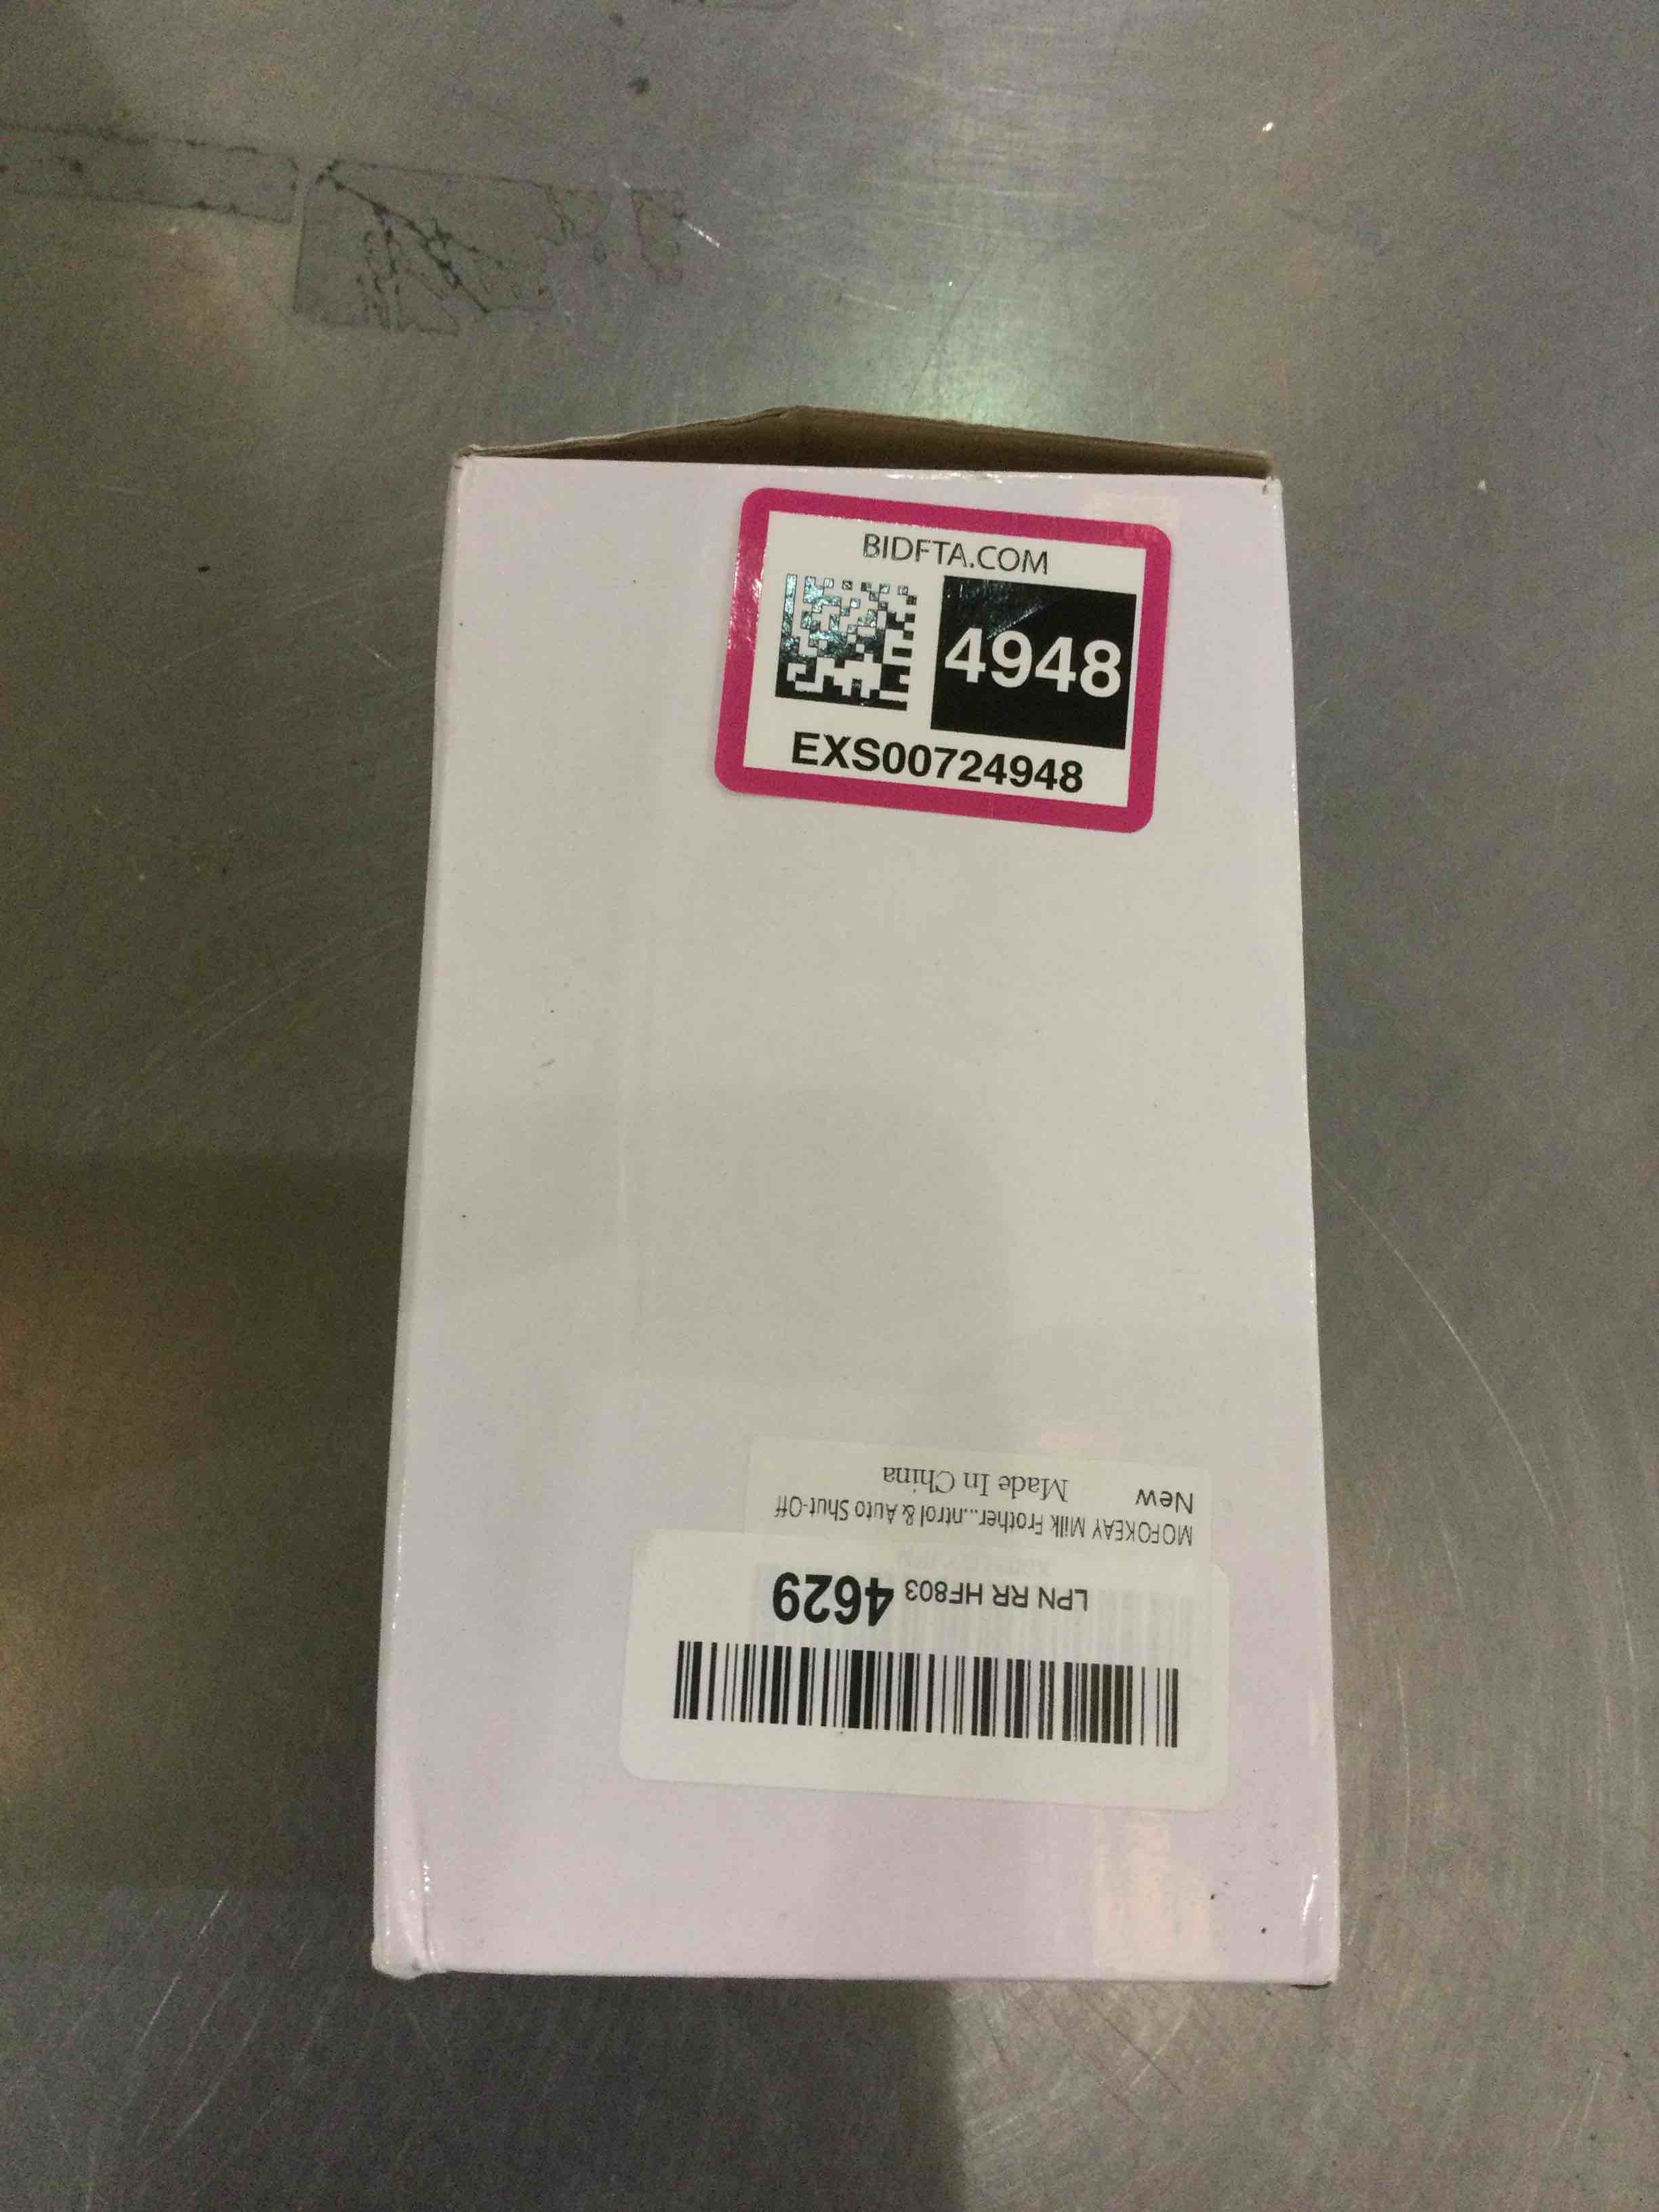 BIDFTA.COM
4948
EXS00724948
LPN RR HF803 4629
MOFOKEAY Milk Frother...ntrol & Auto Shut-Off
New
Made In China